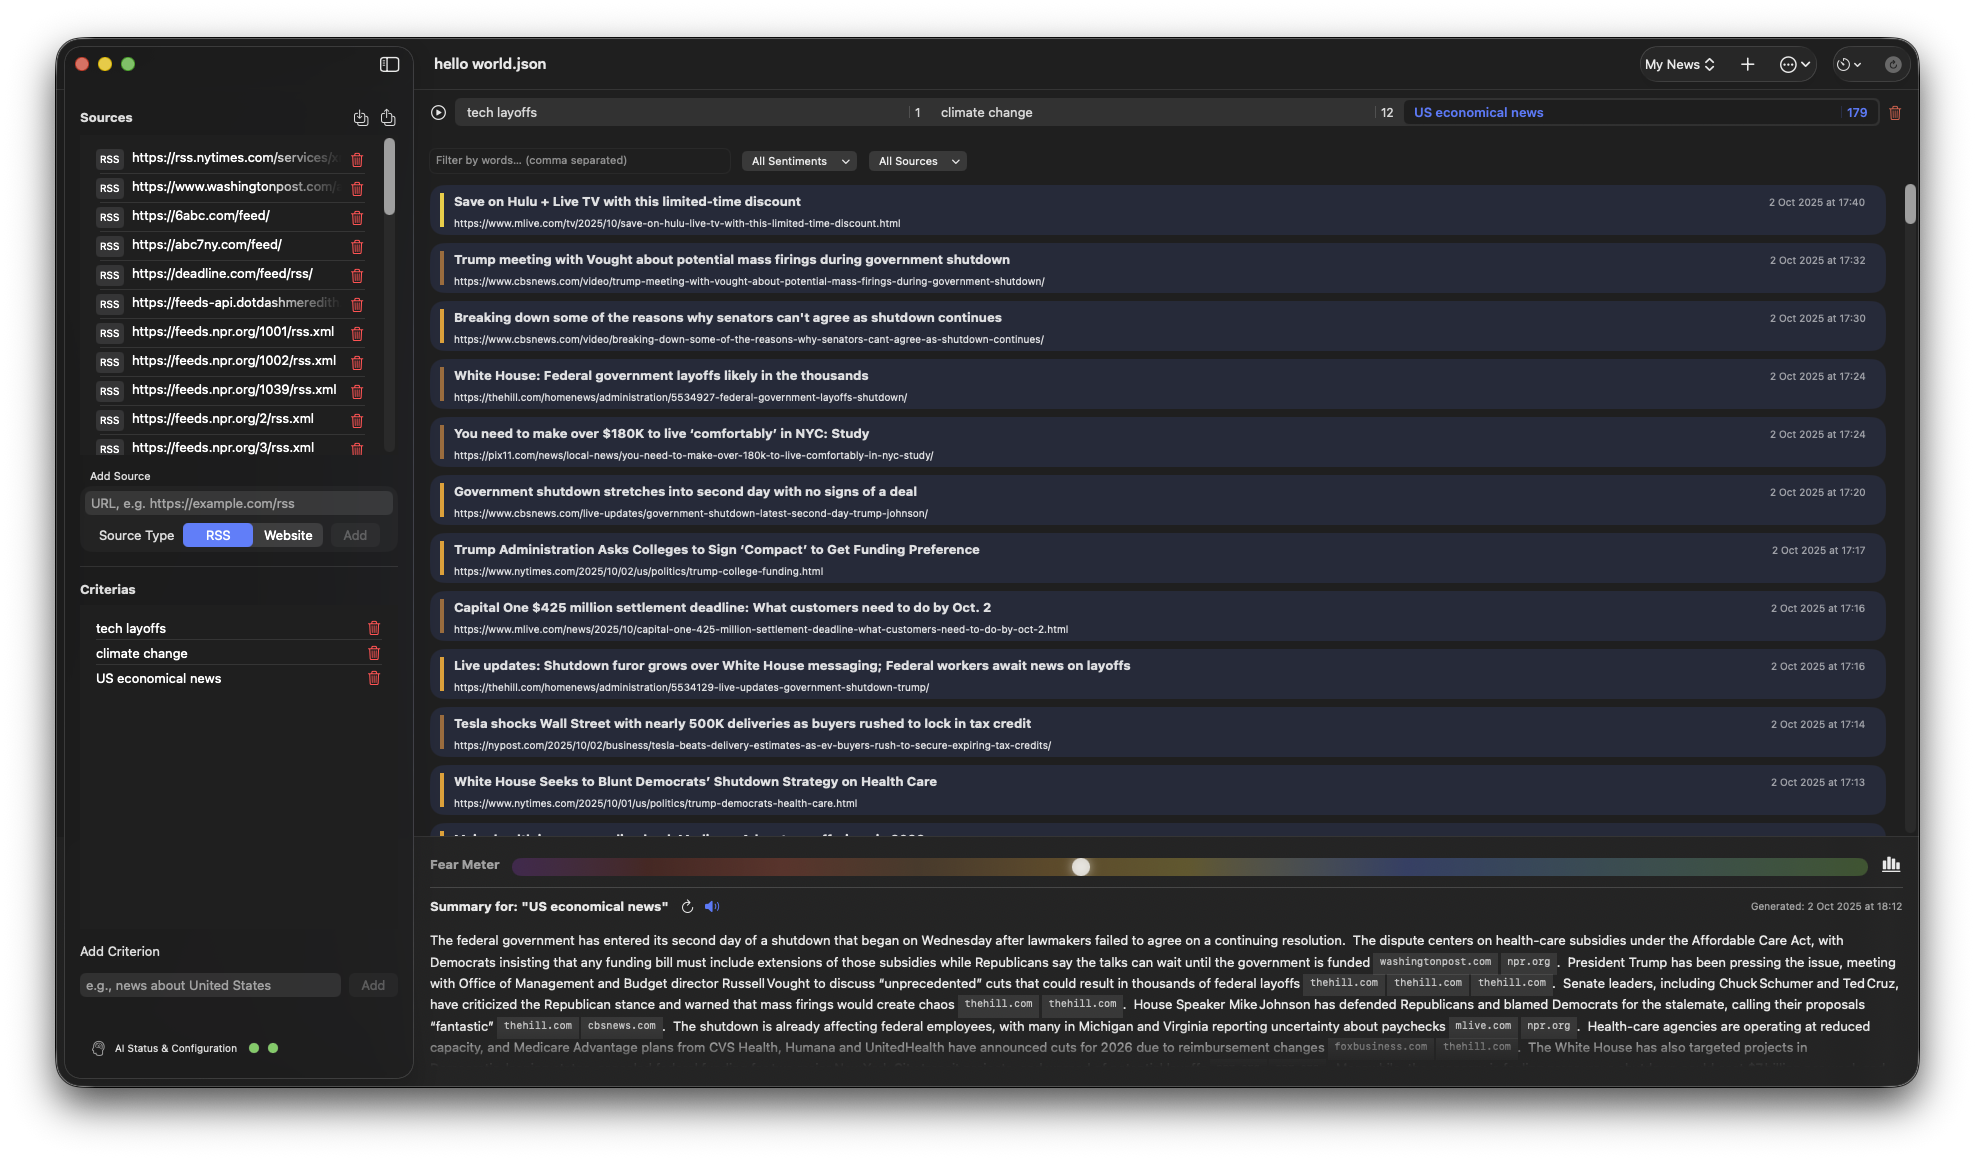 hello world.json
My News
Sources
RSS https://rss.nytimes.com/services/x
RSS https://www.washingtonpost.com/
RSS https://6abc.com/feed/
RSS https://abc7ny.com/feed/
RSS https://deadline.com/feed/rss/
RSS https://feeds-api.dotdashmeredith
RSS https://feeds.npr.org/1001/rss.xml
RSS https://feeds.npr.org/1002/rss.xml
RSS https://feeds.npr.org/1039/rss.xml
RSS https://feeds.npr.org/2/rss.xml
RSS https://feeds.npr.org/3/rss.xml
Add Source
URL, e.g. https://example.com/rss
Source Type RSS Website Add
Criterias
tech layoffs
climate change
US economical news
Add Criterion
e.g., news about United States Add
AI Status & Configuration
tech layoffs 1 climate change 12 US economical news 179
Filter by words... (comma separated) All Sentiments All Sources
Save on Hulu + Live TV with this limited-time discount 2 Oct 2025 at 17:40
https://www.mlive.com/tv/2025/10/save-on-hulu-live-tv-with-this-limited-time-discount.html
Trump meeting with Vought about potential mass firings during government shutdown 2 Oct 2025 at 17:32
https://www.cbsnews.com/video/trump-meeting-with-vought-about-potential-mass-firings-during-government-shutdown/
Breaking down some of the reasons why senators can't agree as shutdown continues 2 Oct 2025 at 17:30
https://www.cbsnews.com/video/breaking-down-some-of-the-reasons-why-senators-cant-agree-as-shutdown-continues/
White House: Federal government layoffs likely in the thousands 2 Oct 2025 at 17:24
https://thehill.com/homenews/administration/5534927-federal-government-layoffs-shutdown/
You need to make over $180K to live ‘comfortably’ in NYC: Study 2 Oct 2025 at 17:24
https://pix11.com/news/local-news/you-need-to-make-over-180k-to-live-comfortably-in-nyc-study/
Government shutdown stretches into second day with no signs of a deal 2 Oct 2025 at 17:20
https://www.cbsnews.com/live-updates/government-shutdown-latest-second-day-trump-johnson/
Trump Administration Asks Colleges to Sign ‘Compact’ to Get Funding Preference 2 Oct 2025 at 17:17
https://www.nytimes.com/2025/10/02/us/politics/trump-college-funding.html
Capital One $425 million settlement deadline: What customers need to do by Oct. 2 2 Oct 2025 at 17:16
https://www.mlive.com/news/2025/10/capital-one-425-million-settlement-deadline-what-customers-need-to-do-by-oct-2.html
Live updates: Shutdown furor grows over White House messaging; Federal workers await news on layoffs 2 Oct 2025 at 17:16
https://thehill.com/homenews/administration/5534129-live-updates-government-shutdown-trump/
Tesla shocks Wall Street with nearly 500K deliveries as buyers rushed to lock in tax credit 2 Oct 2025 at 17:14
https://nypost.com/2025/10/02/business/tesla-beats-delivery-estimates-as-ev-buyers-rush-to-secure-expiring-tax-credits/
White House Seeks to Blunt Democrats’ Shutdown Strategy on Health Care 2 Oct 2025 at 17:13
https://www.nytimes.com/2025/10/01/us/politics/trump-democrats-health-care.html
Fear Meter
Summary for: "US economical news" Generated: 2 Oct 2025 at 18:12
The federal government has entered its second day of a shutdown that began on Wednesday after lawmakers failed to agree on a continuing resolution. The dispute centers on health-care subsidies under the Affordable Care Act, with
Democrats insisting that any funding bill must include extensions of those subsidies while Republicans say the talks can wait until the government is funded washingtonpost.com npr.org . President Trump has been pressing the issue, meeting
with Office of Management and Budget director Russell Vought to discuss “unprecedented” cuts that could result in thousands of federal layoffs thehill.com thehill.com thehill.com . Senate leaders, including Chuck Schumer and Ted Cruz,
have criticized the Republican stance and warned that mass firings would create chaos thehill.com thehill.com . House Speaker Mike Johnson has defended Republicans and blamed Democrats for the stalemate, calling their proposals
“fantastic” thehill.com cbsnews.com . The shutdown is already affecting federal employees, with many in Michigan and Virginia reporting uncertainty about paychecks mlive.com npr.org . Health-care agencies are operating at reduced
capacity, and Medicare Advantage plans from CVS Health, Humana and UnitedHealth have announced cuts for 2026 due to reimbursement changes foxbusiness.com thehill.com . The White House has also targeted projects in